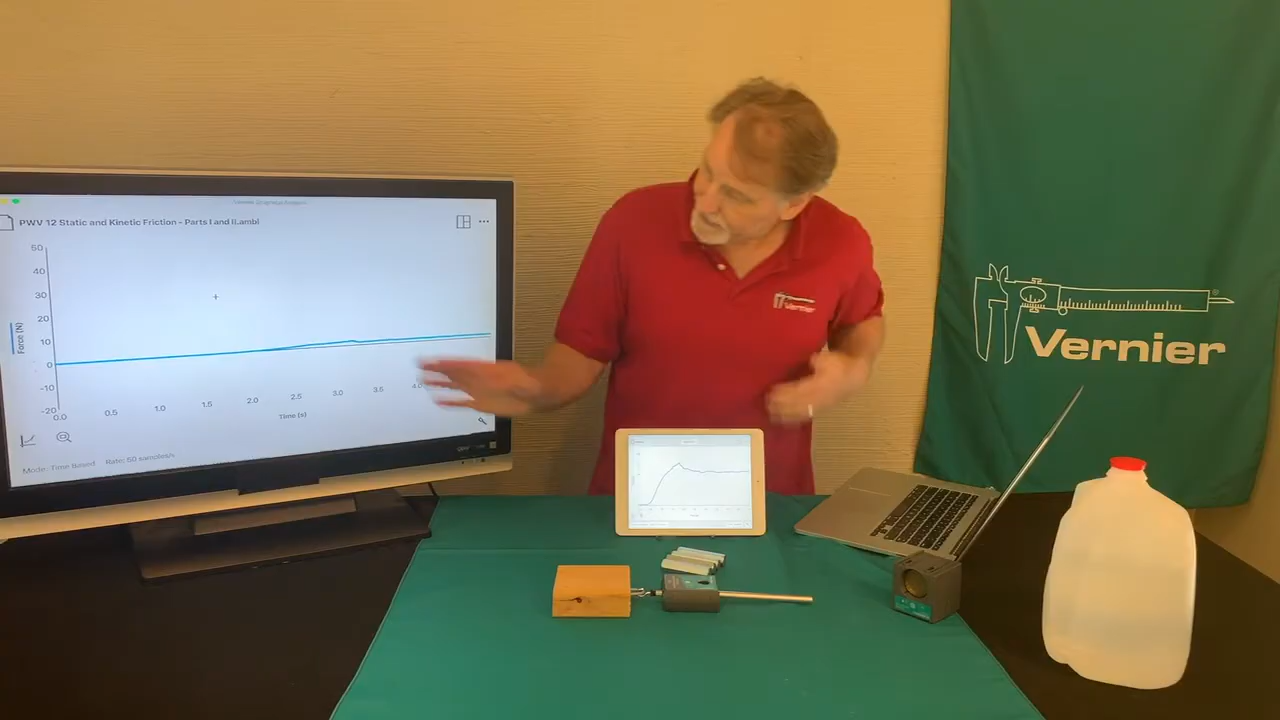 PWV 12 Static and Kinetic Friction - Parts I and II.ambl
50
40
30
20
10
0
-10
-20
Force (N)
0.0
0.5
1.0
1.5
2.0
2.5
3.0
3.5
4.0
Time (s)
Mode: Time Based Rate: 50 samples/s
Vernier
Vernier